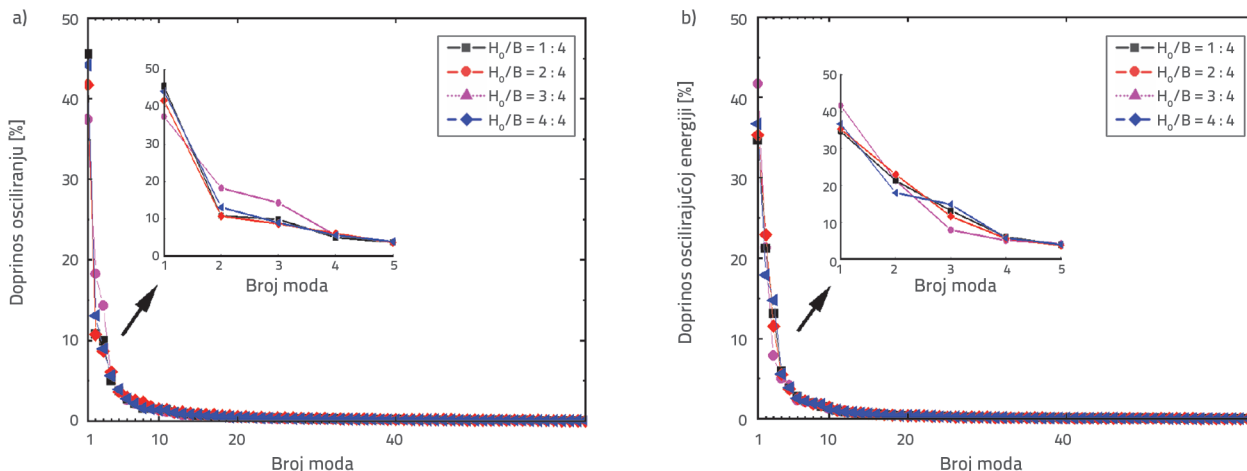 a)
Doprinos osciliranju [%]
50
40
30
20
10
0
1
10
20
40
Broj moda
H₀/B = 1 : 4
H₀/B = 2 : 4
H₀/B = 3 : 4
H₀/B = 4 : 4
50
40
30
20
10
0
1
2
3
4
5
Broj moda
b)
Doprinos oscilirajućoj energiji [%]
50
40
30
20
10
0
1
10
20
40
Broj moda
H₀/B = 1 : 4
H₀/B = 2 : 4
H₀/B = 3 : 4
H₀/B = 4 : 4
50
40
30
20
10
0
1
2
3
4
5
Broj moda